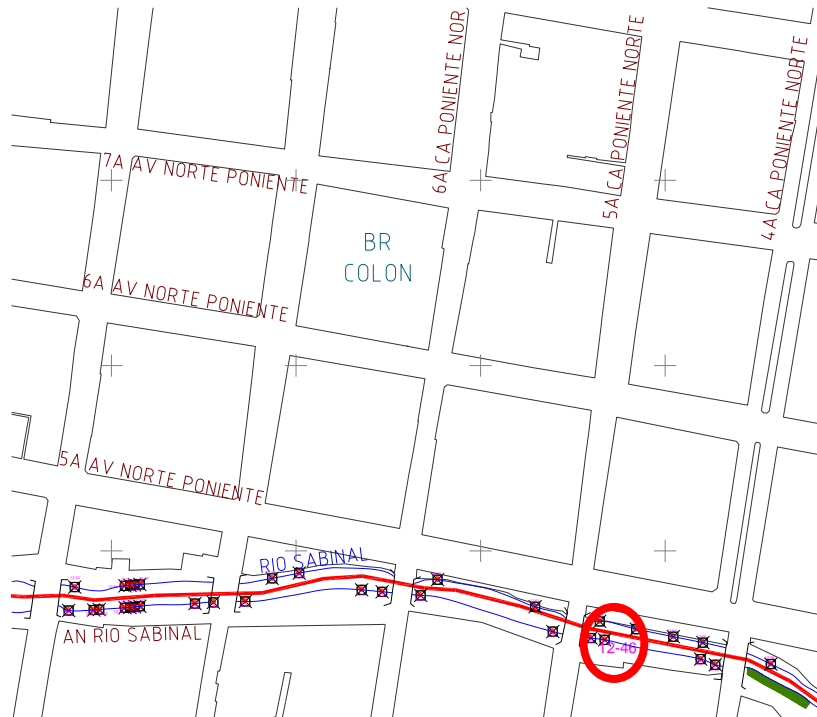 6A CA PONIENTE NOR
5A CA PONIENTE NORTE
4A CA PONIENTE NORTE
7A AV NORTE PONIENTE
BR
COLON
6A AV NORTE PONIENTE
5A AV NORTE PONIENTE
RIO SABINAL
AN RIO SABINAL
12-46